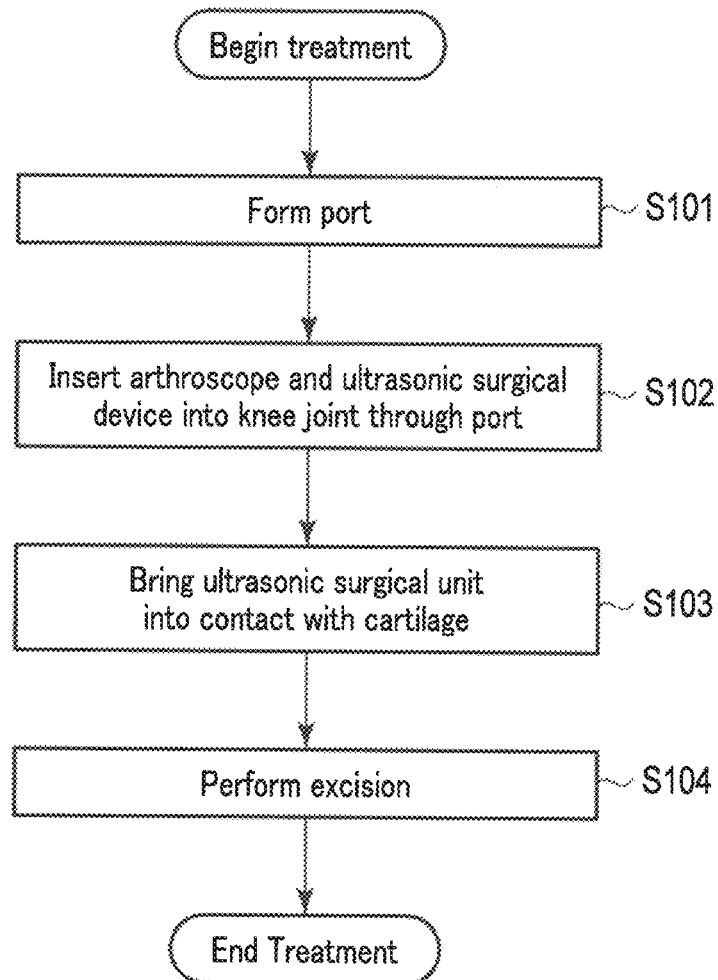 Begin treatment
Form port
S101
Insert arthroscope and ultrasonic surgical
device into knee joint through port
S102
Bring ultrasonic surgical unit
into contact with cartilage
S103
Perform excision
S104
End Treatment